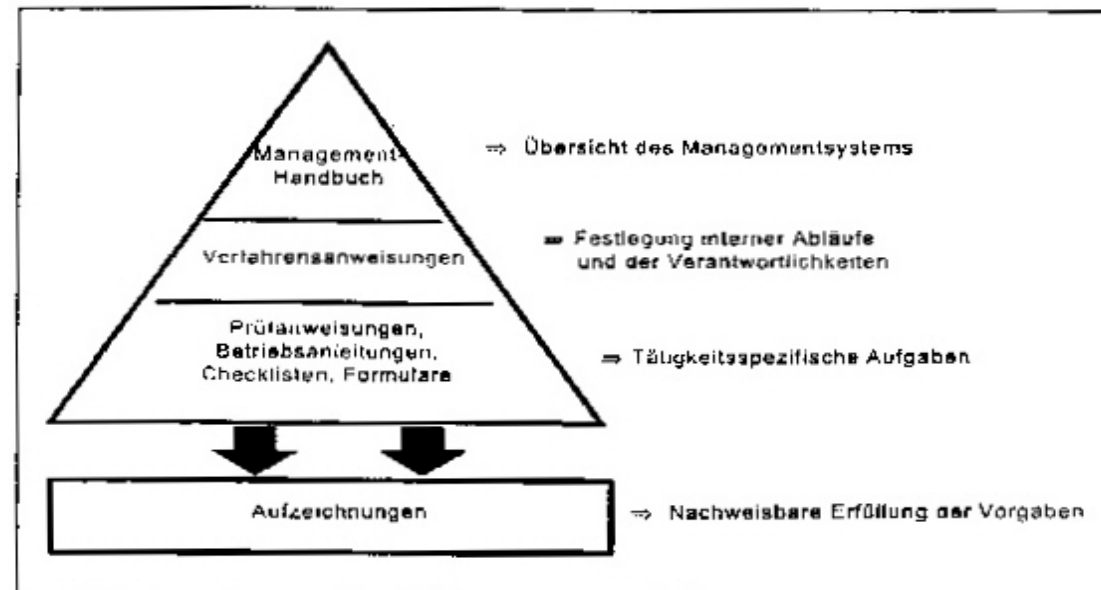 Management-
Handbuch
⇒ Übersicht des Managementsystems
Verfahrensanweisungen
⇒ Festlegung interner Abläufe
und der Verantwortlichkeiten
Prüfanweisungen,
Betriebsanleitungen,
Checklisten, Formulare
⇒ Tätigkeitsspezifische Aufgaben
Aufzeichnungen
⇒ Nachweisbare Erfüllung der Vorgaben